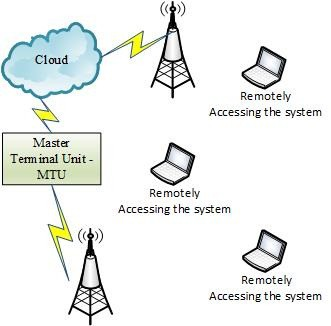 Cloud
Remotely
Accessing the system
Master
Terminal Unit -
MTU
Remotely
Accessing the system
Remotely
Accessing the system